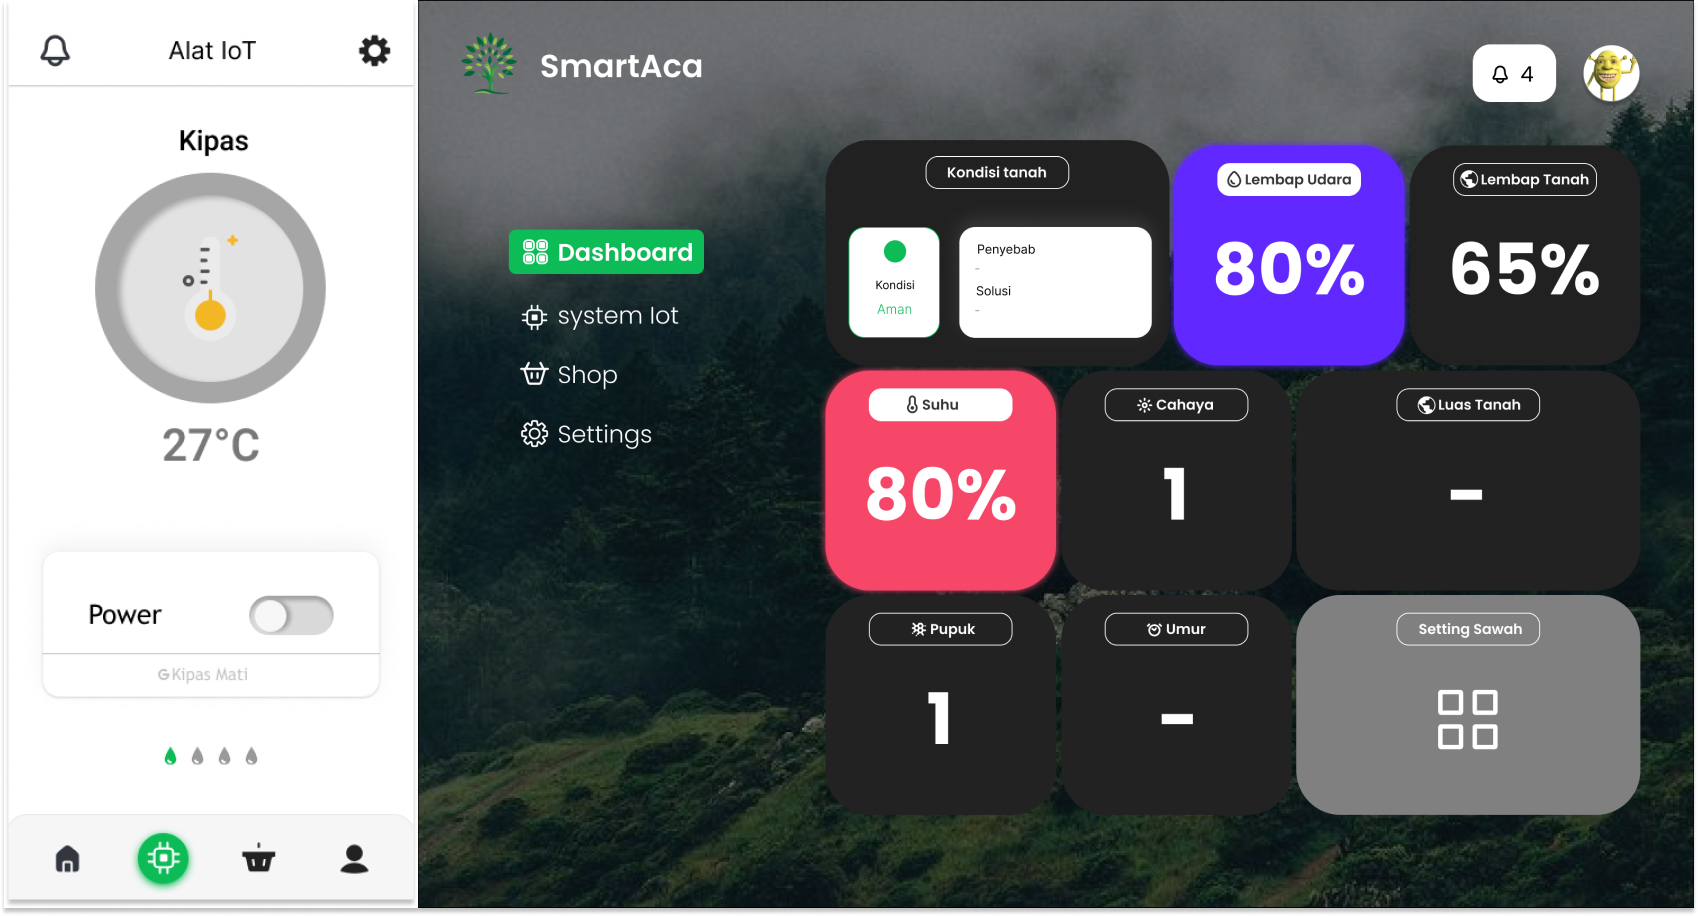 Alat IoT
Kipas
27°C
Power
Kipas Mati
SmartAca
4
Dashboard
system Iot
Shop
Settings
Kondisi tanah
Kondisi
Aman
Penyebab
-
Solusi
-
Lembap Udara
80%
Lembap Tanah
65%
Suhu
80%
Cahaya
1
Luas Tanah
-
Pupuk
1
Umur
-
Setting Sawah